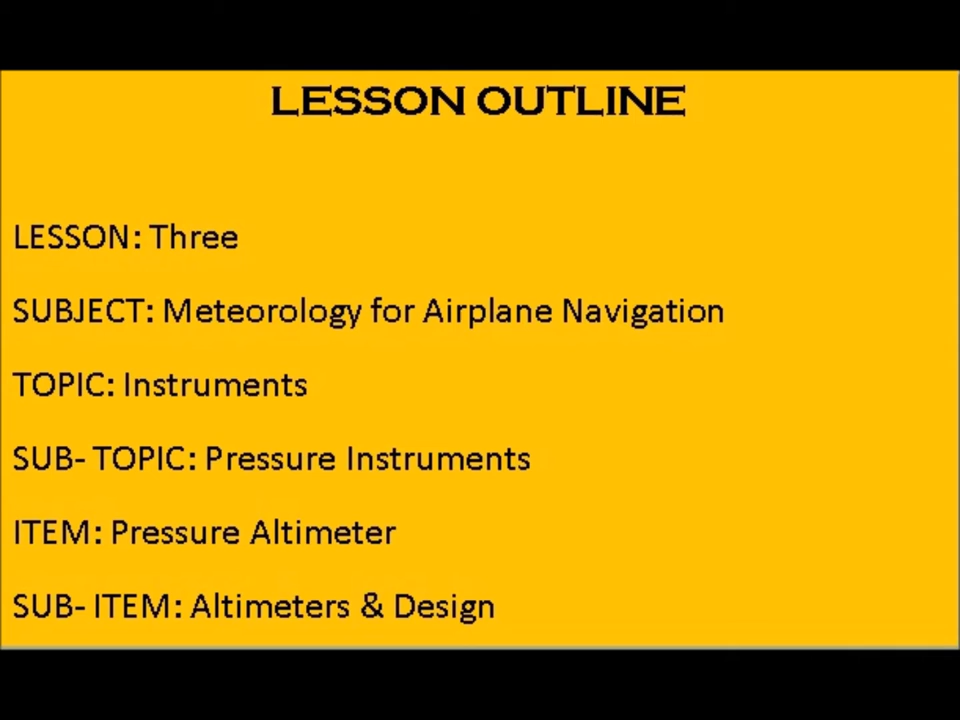 LESSON OUTLINE
LESSON: Three
SUBJECT: Meteorology for Airplane Navigation
TOPIC: Instruments
SUB- TOPIC: Pressure Instruments
ITEM: Pressure Altimeter
SUB- ITEM: Altimeters & Design